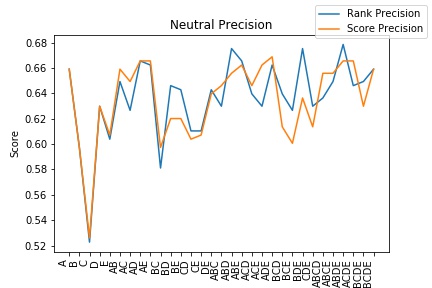 Rank Precision
Score Precision
Neutral Precision
Score
0.68
0.66
0.64
0.62
0.60
0.58
0.56
0.54
0.52
A
B
C
D
E
AB
AC
AD
AE
BC
BD
BE
CD
CE
DE
ABC
ABD
ABE
ACD
ACE
ADE
BCD
BCE
BDE
CDE
ABCD
ABCE
ABDE
ACDE
BCDE
BCDE